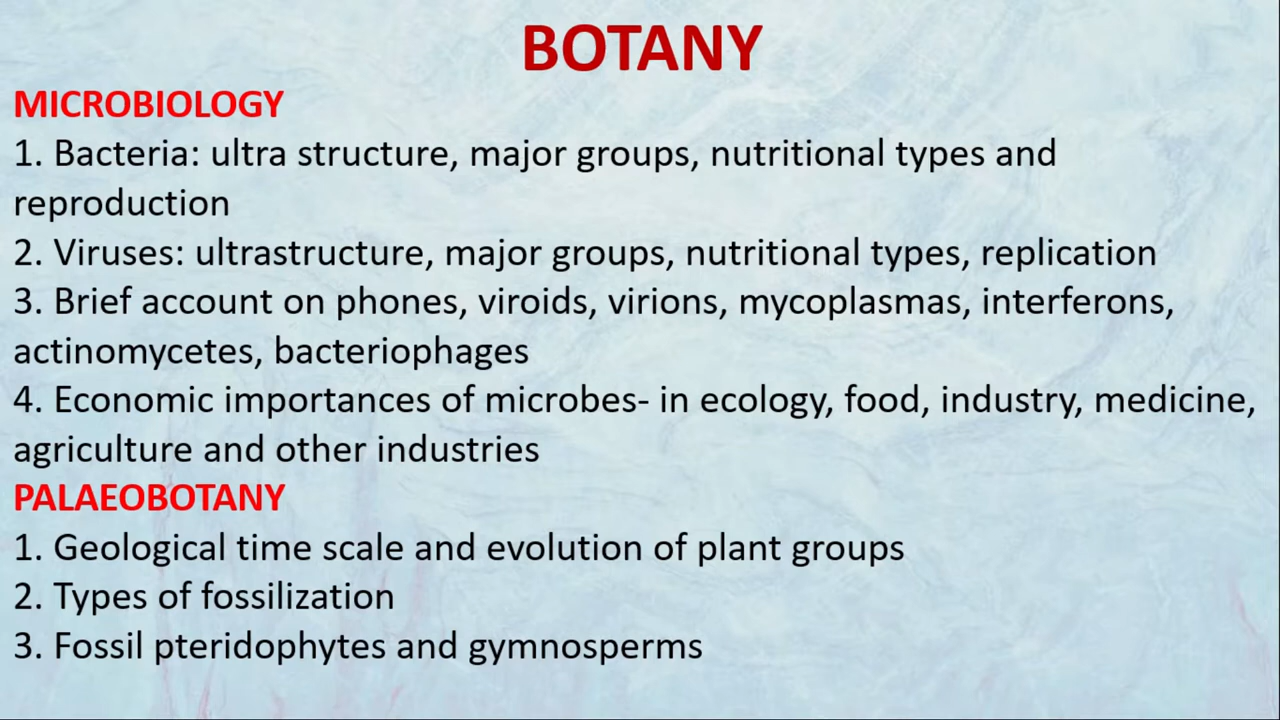 BOTANY
MICROBIOLOGY
1. Bacteria: ultra structure, major groups, nutritional types and
reproduction
2. Viruses: ultrastructure, major groups, nutritional types, replication
3. Brief account on phones, viroids, virions, mycoplasmas, interferons,
actinomycetes, bacteriophages
4. Economic importances of microbes- in ecology, food, industry, medicine,
agriculture and other industries
PALAEOBOTANY
1. Geological time scale and evolution of plant groups
2. Types of fossilization
3. Fossil pteridophytes and gymnosperms